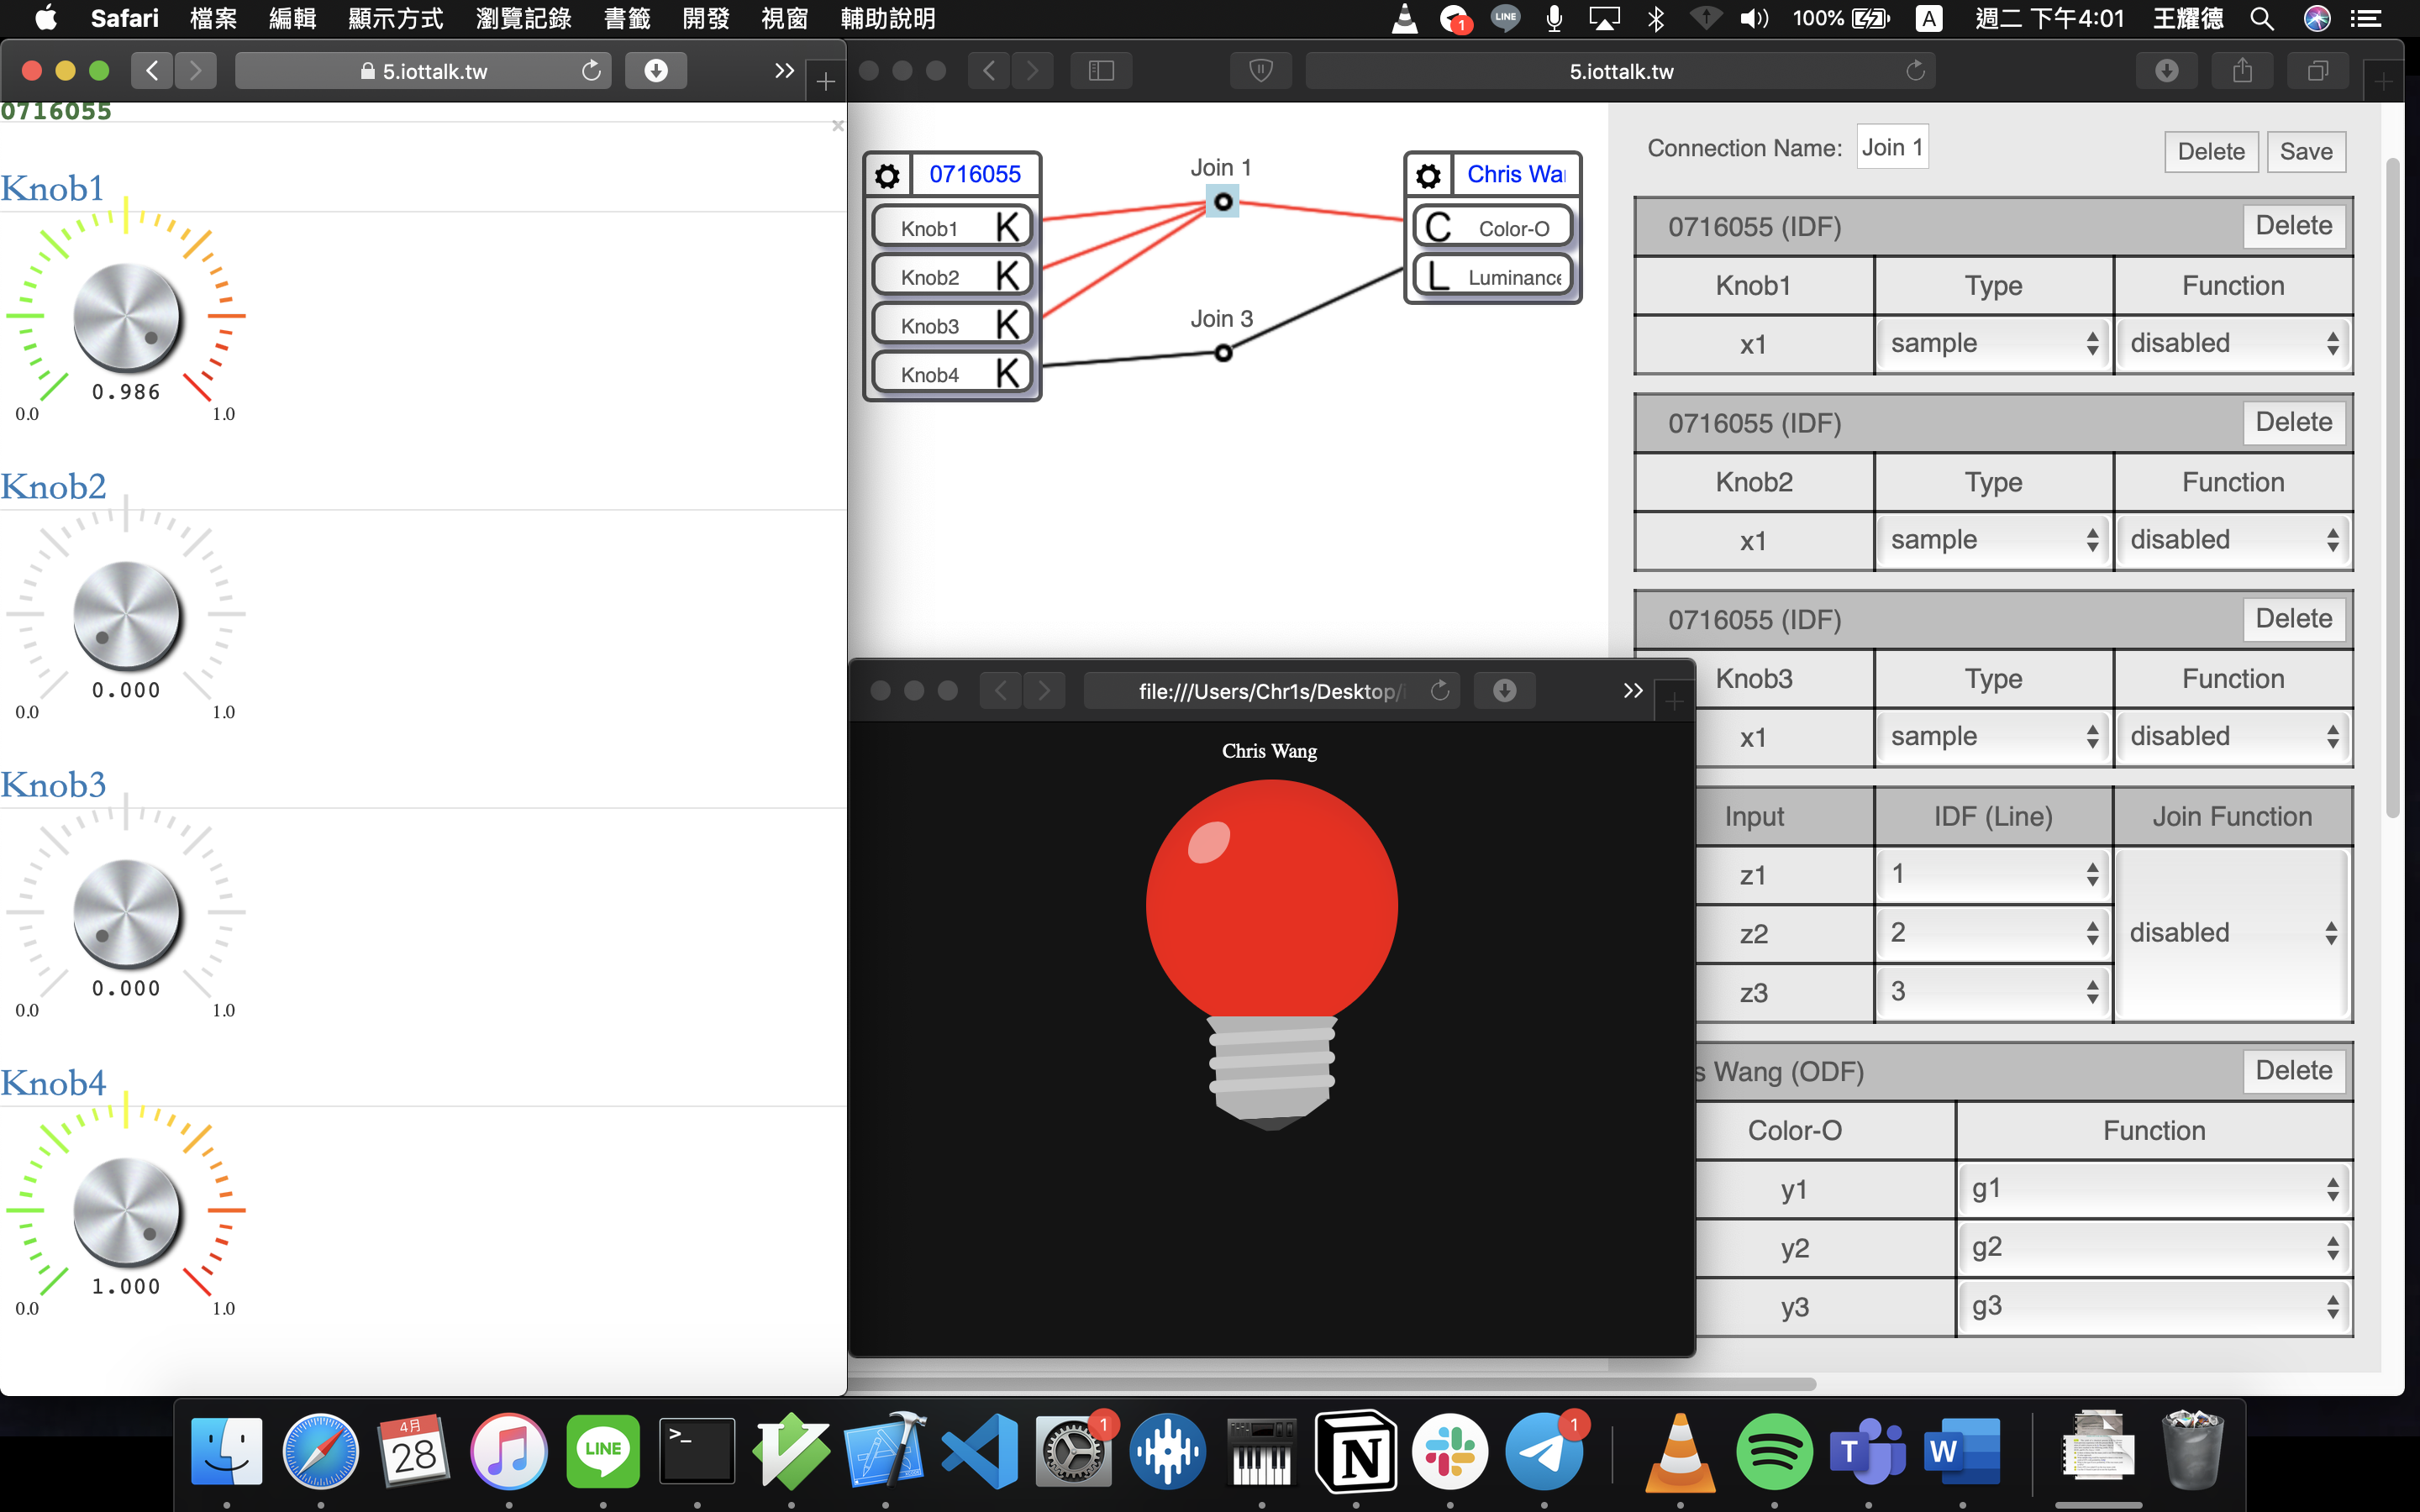 Safari 檔案 編輯 顯示方式 瀏覽記錄 書籤 開發 視窗 輔助說明
1 LINE 100% A 週二 下午4:01 王耀德
5.iottalk.tw
0716055
×
Knob1
0.986
0.0 1.0
Knob2
0.000
0.0 1.0
Knob3
0.000
0.0 1.0
Knob4
1.000
0.0 1.0
5.iottalk.tw
0716055
Knob1 K
Knob2 K
Knob3 K
Knob4 K
Join 1
Join 3
Chris Wa
C Color-O
L Luminance
Connection Name: Join 1 Delete Save
0716055 (IDF) Delete
Knob1 Type Function
x1 sample disabled
0716055 (IDF) Delete
Knob2 Type Function
x1 sample disabled
0716055 (IDF) Delete
Knob3 Type Function
x1 sample disabled
Input IDF (Line) Join Function
z1 1
z2 2 disabled
z3 3
s Wang (ODF) Delete
Color-O Function
y1 g1
y2 g2
y3 g3
file:///Users/Chr1s/Desktop/
Chris Wang
4月
28
LINE
>_
1
N
1
T
W